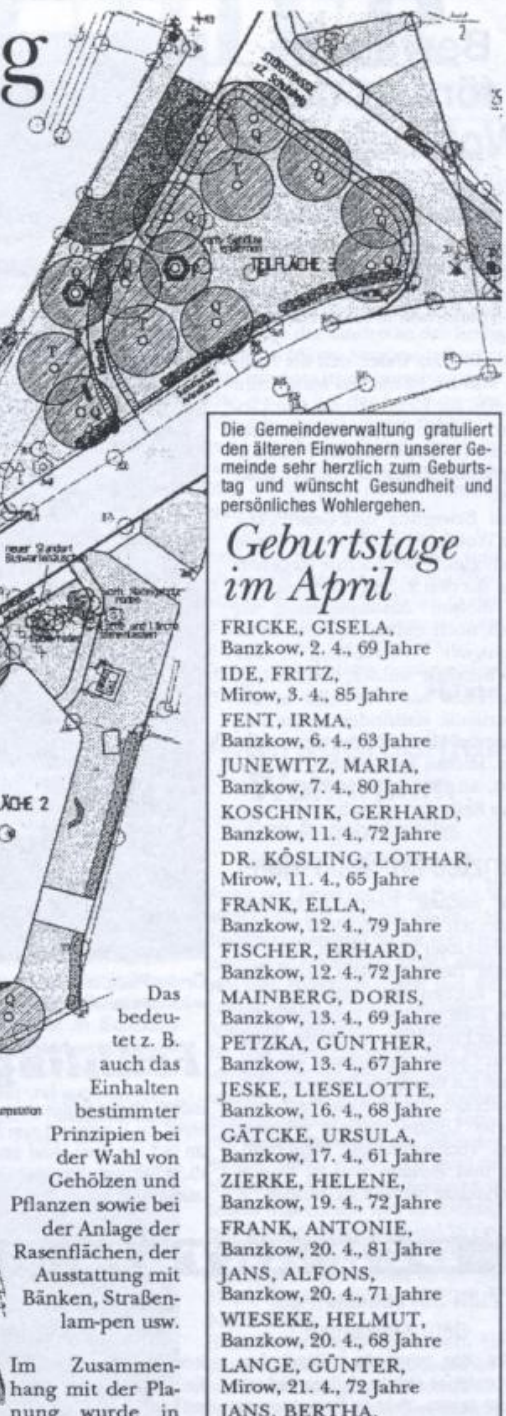 g
2
STICHSTRASSE
TEILFLÄCHE 3
neuer Standort
ÄCHE 2
Das
bedeu-
tet z. B.
auch das
Einhalten
bestimmter
Prinzipien bei
der Wahl von
Gehölzen und
Pflanzen sowie bei
der Anlage der
Rasenflächen, der
Ausstattung mit
Bänken, Straßen-
lam-pen usw.
Im Zusammen-
hang mit der Pla-
nung wurde in
Die Gemeindeverwaltung gratuliert
den älteren Einwohnern unserer Ge-
meinde sehr herzlich zum Geburts-
tag und wünscht Gesundheit und
persönliches Wohlergehen.
Geburtstage
im April
FRICKE, GISELA,
Banzkow, 2. 4., 69 Jahre
IDE, FRITZ,
Mirow, 3. 4., 85 Jahre
FENT, IRMA,
Banzkow, 6. 4., 63 Jahre
JUNEWITZ, MARIA,
Banzkow, 7. 4., 80 Jahre
KOSCHNIK, GERHARD,
Banzkow, 11. 4., 72 Jahre
DR. KÖSLING, LOTHAR,
Mirow, 11. 4., 65 Jahre
FRANK, ELLA,
Banzkow, 12. 4., 79 Jahre
FISCHER, ERHARD,
Banzkow, 12. 4., 72 Jahre
MAINBERG, DORIS,
Banzkow, 13. 4., 69 Jahre
PETZKA, GÜNTHER,
Banzkow, 13. 4., 67 Jahre
JESKE, LIESELOTTE,
Banzkow, 16. 4., 68 Jahre
GÄTCKE, URSULA,
Banzkow, 17. 4., 61 Jahre
ZIERKE, HELENE,
Banzkow, 19. 4., 72 Jahre
FRANK, ANTONIE,
Banzkow, 20. 4., 81 Jahre
JANS, ALFONS,
Banzkow, 20. 4., 71 Jahre
WIESEKE, HELMUT,
Banzkow, 20. 4., 68 Jahre
LANGE, GÜNTER,
Mirow, 21. 4., 72 Jahre
JANS, BERTHA,